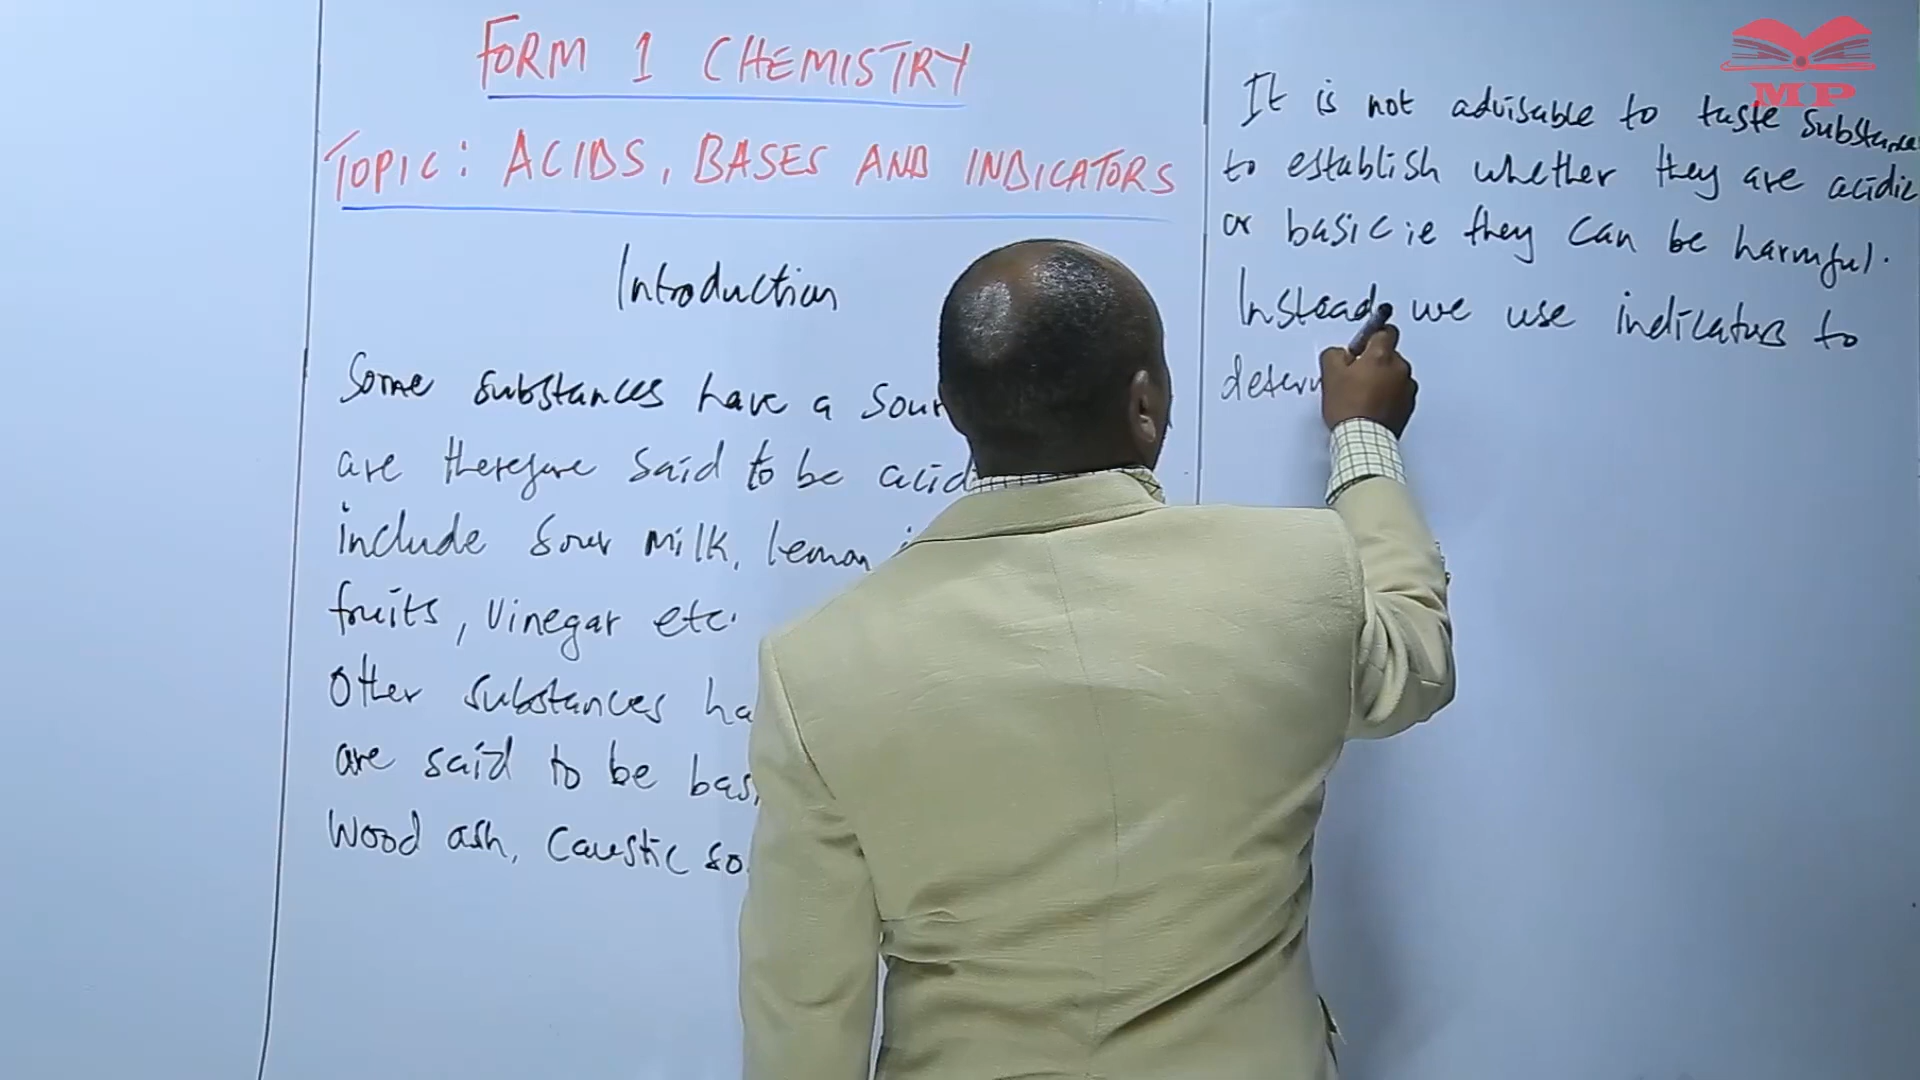 FORM 1 CHEMISTRY
TOPIC: ACIDS, BASES AND INDICATORS
Introduction
Some substances have a sour
are therefore said to be acid
include sour milk, lemon
fruits, vinegar etc.
Other substances ha
are said to be bas
Wood ash, Caustic so
It is not advisable to taste substances
to establish whether they are acidic
or basic ie they can be harmful.
Instead we use indicators to
determ
MP